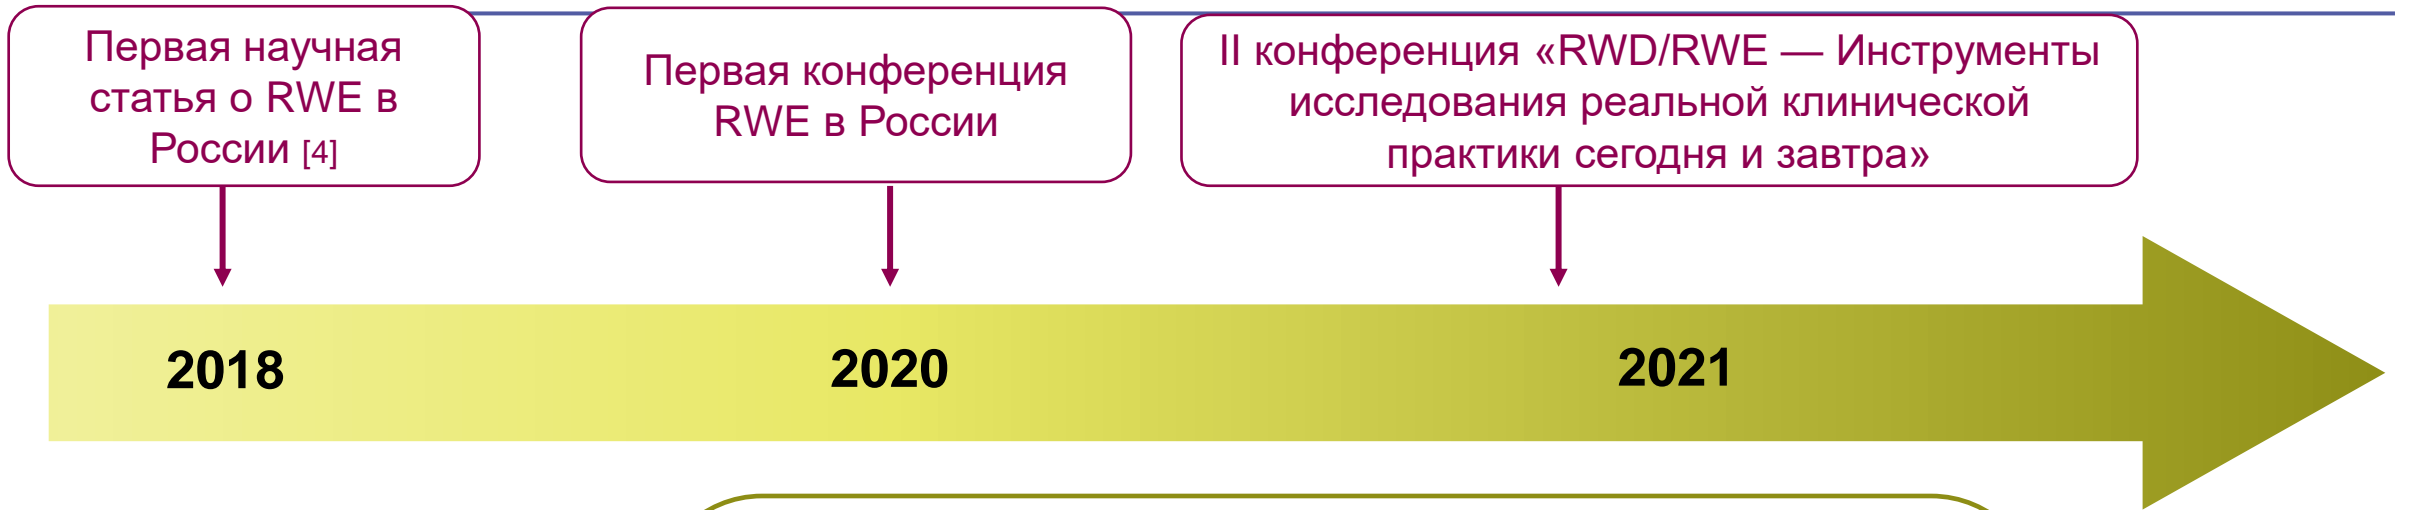 Первая научная
статья о RWE в
России [4]
Первая конференция
RWE в России
II конференция «RWD/RWE — Инструменты
исследования реальной клинической
практики сегодня и завтра»
2018
2020
2021